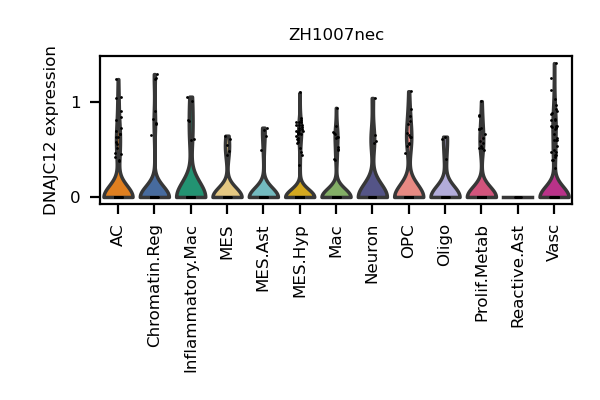 ZH1007nec
DNAJC12 expression
1
0
AC
Chromatin.Reg
Inflammatory.Mac
MES
MES.Ast
MES.Hyp
Mac
Neuron
OPC
Oligo
Prolif.Metab
Reactive.Ast
Vasc